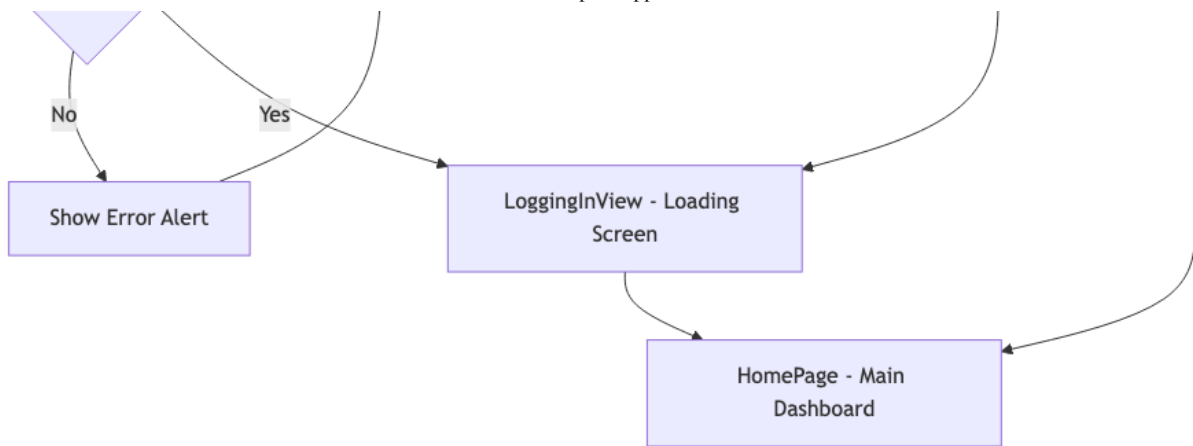 No
Yes
Show Error Alert
LoggingInView - Loading
Screen
HomePage - Main
Dashboard